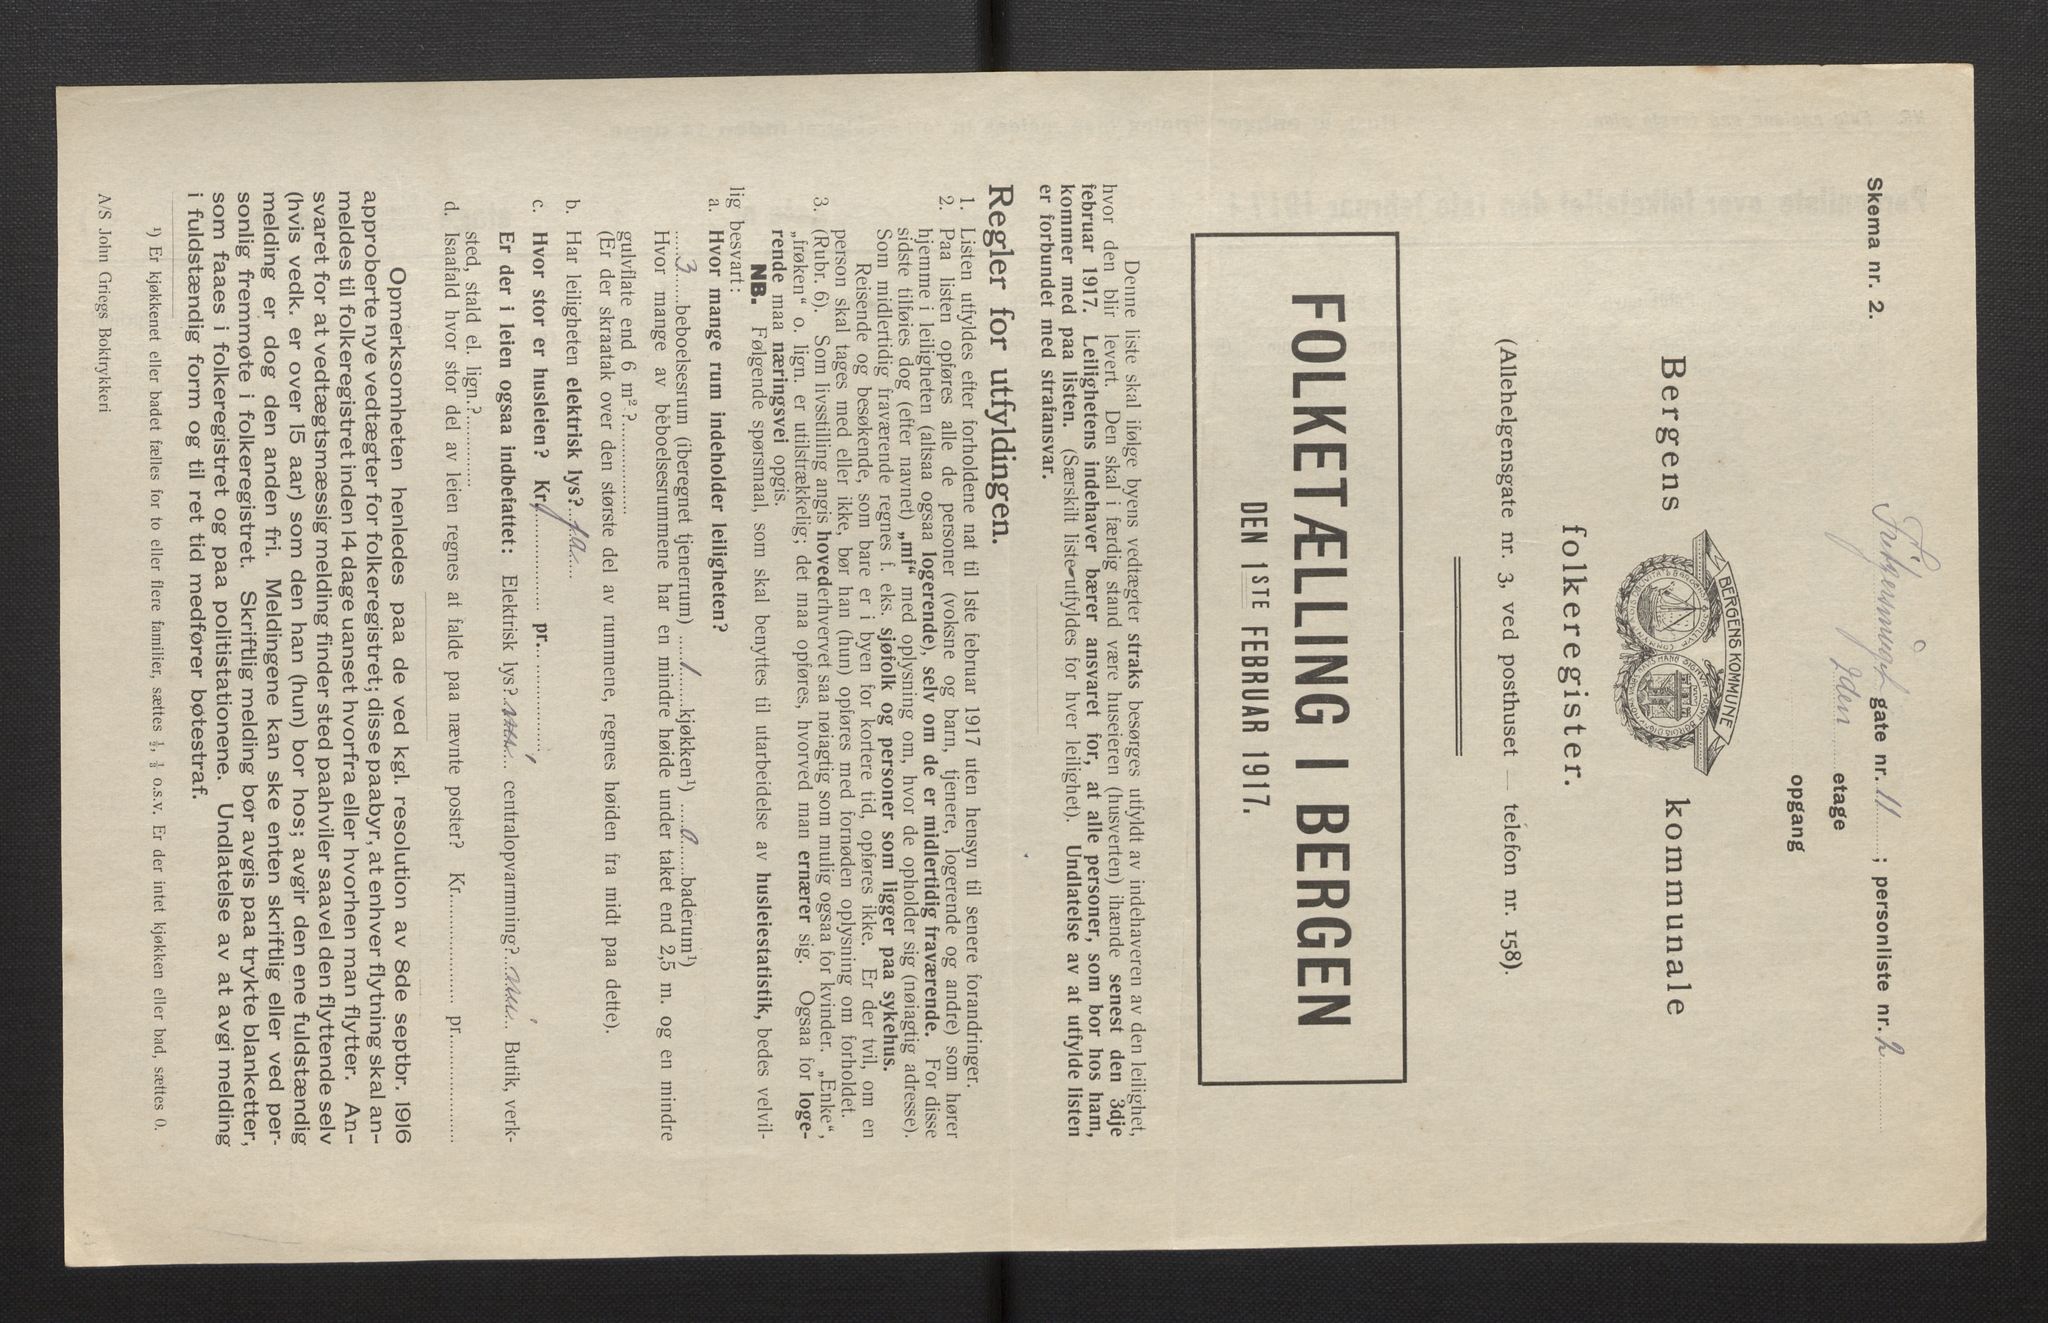 Skema nr. 2.
gate nr. 11; personliste nr. 2
2den etage
opgang
BERGENS KOMMUNE
Bergens kommunale
folkeregister.
(Allehelgensgate nr. 3, ved posthuset — telefon nr. 158).
FOLKETÆLLING I BERGEN
DEN 1STE FEBRUAR 1917.
Denne liste skal ifølge byens vedtægter straks besørges utfyldt av indehaveren av den leilighet,
hvor den blir levert. Den skal i færdig stand være huseieren (husverten) ihænde senest den 3dje
februar 1917. Leilighetens indehaver bærer ansvaret for, at alle personer, som bor hos ham,
kommer med paa listen. (Særskilt liste utfyldes for hver leilighet). Undlatelse av at utfylde listen
er forbundet med strafansvar.
Regler for utfyldingen.
1. Listen utfyldes efter forholdene nat til 1ste februar 1917 uten hensyn til senere forandringer.
2. Paa listen opføres alle de personer (voksne og barn, tjenere, logerende og andre) som hører
hjemme i leiligheten (altsaa ogsaa logerende), selv om de er midlertidig fraværende. For disse
sidste tilføies dog (efter navnet) „mf“ med oplysning om, hvor de opholder sig (nøiagtig adresse).
Som midlertidig fraværende regnes f. eks. sjøfolk og personer som ligger paa sykehus.
Reisende og besøkende, som bare er i byen for kortere tid, opføres ikke. Er der tvil, om en
person skal tages med eller ikke, bør han (hun) opføres med fornøden oplysning om forholdet.
3. (Rubr. 6). Som livsstilling angis hovederhvervet saa nøiagtig som mulig ogsaa for kvinder. „Enke“,
„frøken“ o. lign. er utilstrækkelig; det maa opføres, hvorved man ernærer sig. Ogsaa for loge-
rende maa næringsvei opgis.
NB. Følgende spørsmaal, som skal benyttes til utarbeidelse av husleiestatistik, bedes velvil-
lig besvart:
a. Hvor mange rum indeholder leiligheten?
3 beboelsesrum (iberegnet tjenerrum) 1 kjøkken¹) 0 baderum¹)
Hvor mange av beboelsesrummene har en mindre høide under taket end 2,5 m. og en mindre
gulvflate end 6 m²?
(Er der skraatak over den største del av rummene, regnes høiden fra midt paa dette).
b. Har leiligheten elektrisk lys? ja
c. Hvor stor er husleien? Kr. pr.
Er der i leien ogsaa indbefattet: Elektrisk lys? centralopvarmning? Butik, verk-
sted, stald el. lign.?
d. Isaafald hvor stor del av leien regnes at falde paa nævnte poster? Kr. pr.
Opmerksomheten henledes paa de ved kgl. resolution av 8de septbr. 1916
approberte nye vedtægter for folkeregistret; disse paabyr, at enhver flytning skal an-
meldes til folkeregistret inden 14 dage uanset hvorfra eller hvorhen man flytter. An-
svaret for at vedtægtsmæssig melding finder sted paahviler saavel den flyttende selv
(hvis vedk. er over 15 aar) som den han (hun) bor hos; avgir den ene fuldstændig
melding er dog den anden fri. Meldingene kan ske enten skriftlig eller ved per-
sonlig fremmøte i folkeregistret. Skriftlig melding bør avgis paa trykte blanketter,
som faaes i folkeregistret og paa politistationene. Undlatelse av at avgi melding
i fuldstændig form og til ret tid medfører bøtestraf.
¹) Er kjøkkenet eller badet fælles for to eller flere familier, sættes ½, ⅓ o.s.v. Er der intet kjøkken eller bad, sættes 0.
A/S John Griegs Boktrykkeri